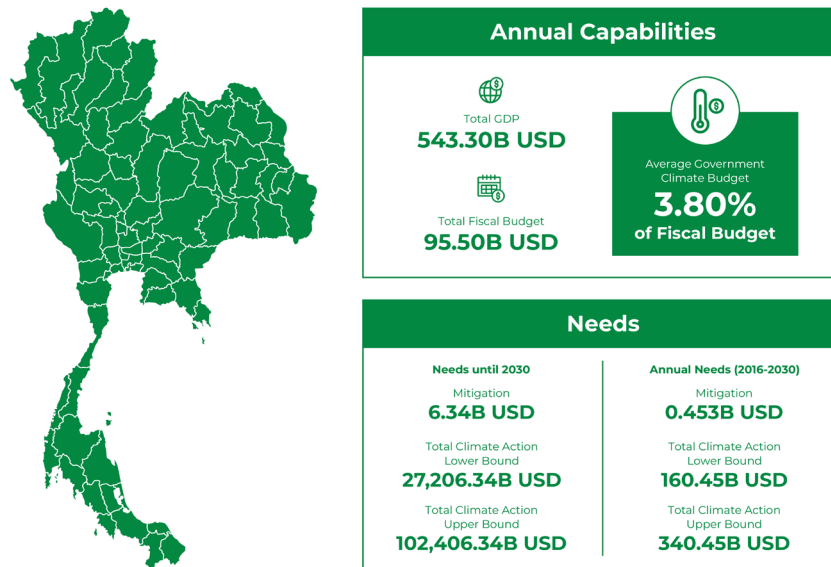 Annual Capabilities
Total GDP
543.30B USD
Total Fiscal Budget
95.50B USD
$
$
$
Average Government
Climate Budget
3.80%
of Fiscal Budget
Needs
Needs until 2030
Mitigation
6.34B USD
Total Climate Action
Lower Bound
27,206.34B USD
Total Climate Action
Upper Bound
102,406.34B USD
Annual Needs (2016-2030)
Mitigation
0.453B USD
Total Climate Action
Lower Bound
160.45B USD
Total Climate Action
Upper Bound
340.45B USD